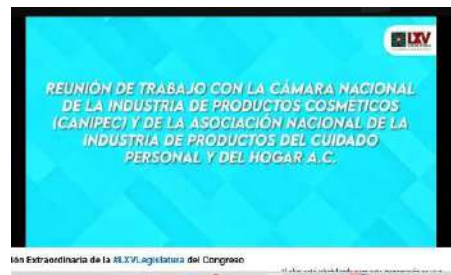 LXV
REUNIÓN DE TRABAJO CON LA CÁMARA NACIONAL
DE LA INDUSTRIA DE PRODUCTOS COSMÉTICOS
(CANIPEC) Y DE LA ASOCIACIÓN NACIONAL DE LA
INDUSTRIA DE PRODUCTOS DEL CUIDADO
PERSONAL Y DEL HOGAR A.C.
ión Extraordinaria de la #LXVLegislatura del Congreso